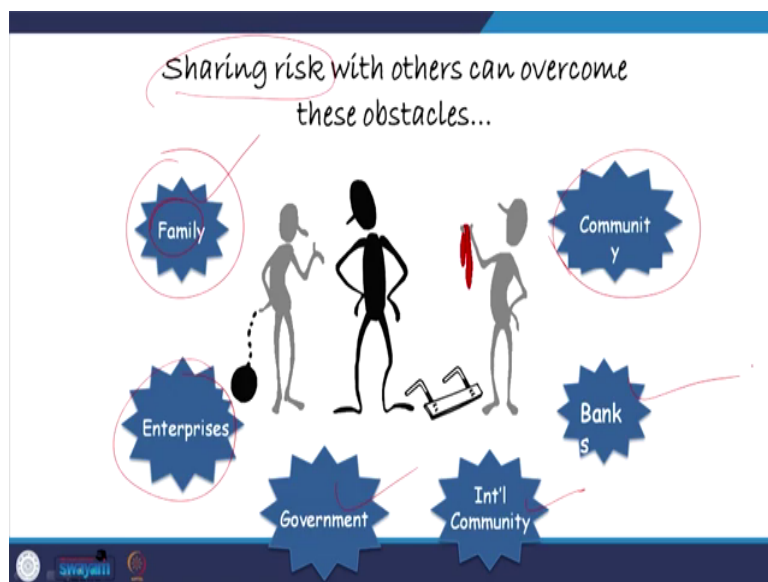 Sharing risk with others can overcome
these obstacles...
Family
Communit
y
Enterprises
Bank
s
Government
Int'l
Community
swayam